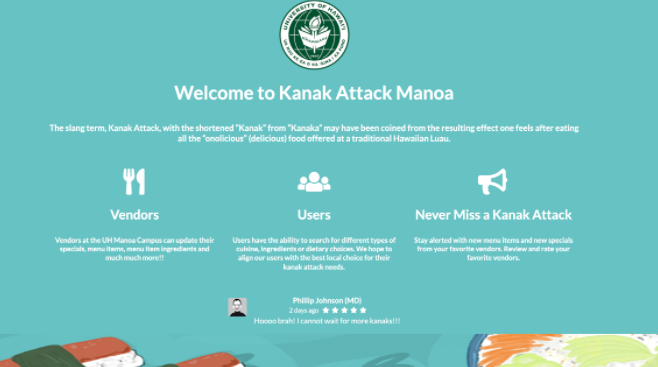 UNIVERSITY OF HAWAI'I
Welcome to Kanak Attack Manoa
The slang term, Kanak Attack, with the shortened "Kanak" from "Kanaka" may have been coined from the resulting effect one feels after eating
all the "onolicious" (delicious) food offered at a traditional Hawaiian Luau.
Vendors
Users
Never Miss a Kanak Attack
Vendors at the UH Manoa Campus can update their
specials, menu items, menu item ingredients and
much much more!!
Users have the ability to search for different types of
cuisine, ingredients or dietary choices. We hope to
align our users with the best local choice for their
kanak attack needs.
Stay alerted with new menu items and new specials
from your favorite vendors. Review and rate your
favorite vendors.
Phillip Johnson (MD)
2 days ago
Hoooo brah! I cannot wait for more kanaks!!!